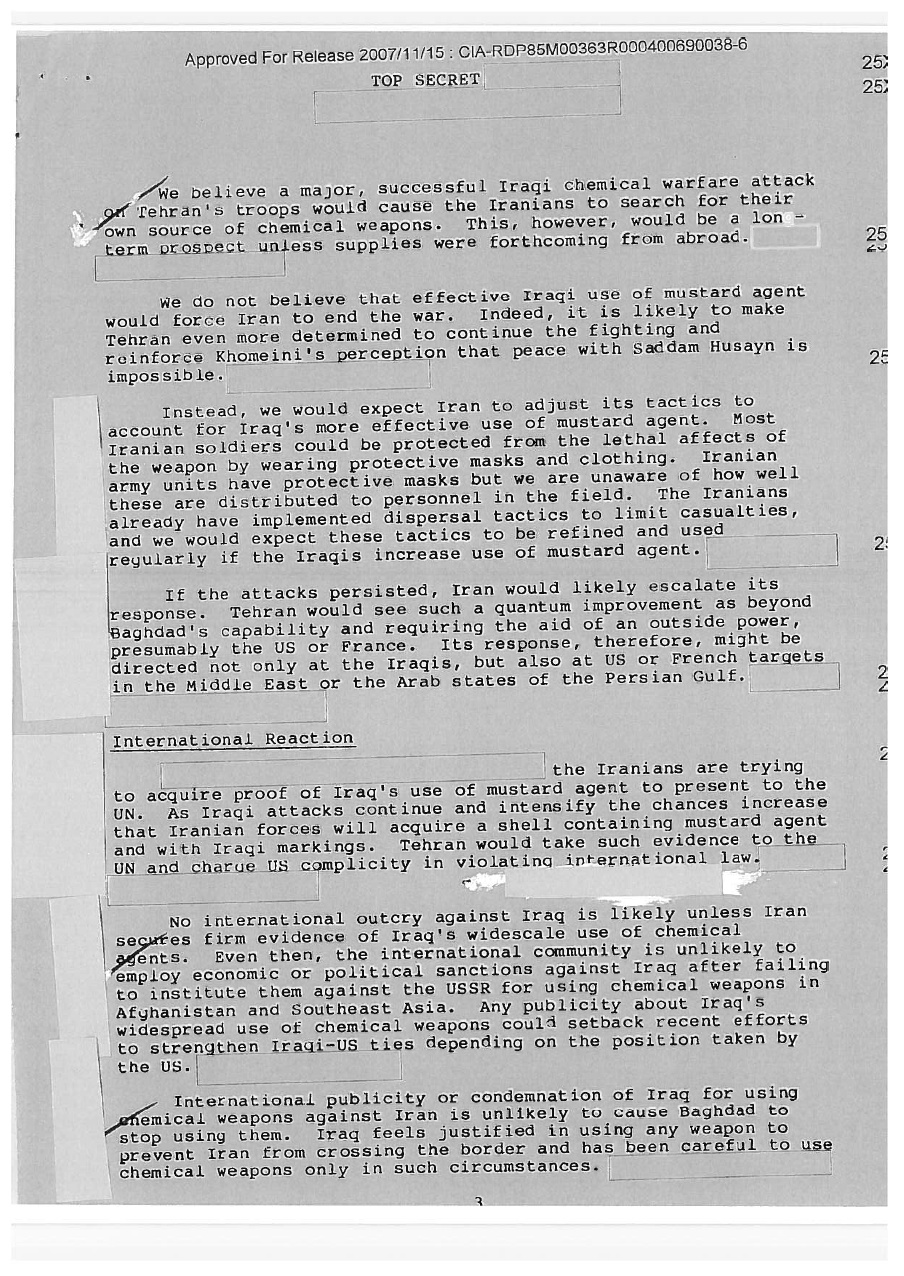 Approved For Release 2007/11/15 : CIA-RDP85M00363R000400690038-6
25X
TOP SECRET
25X
We believe a major, successful Iraqi chemical warfare attack
on Tehran's troops would cause the Iranians to search for their
own source of chemical weapons. This, however, would be a lon -
term prospect unless supplies were forthcoming from abroad.
25
We do not believe that effective Iraqi use of mustard agent
would force Iran to end the war. Indeed, it is likely to make
Tehran even more determined to continue the fighting and
reinforce Khomeini's perception that peace with Saddam Husayn is
25
impossible.
Instead, we would expect Iran to adjust its tactics to
account for Iraq's more effective use of mustard agent. Most
Iranian soldiers could be protected from the lethal affects of
the weapon by wearing protective masks and clothing. Iranian
army units have protective masks but we are unaware of how well
these are distributed to personnel in the field. The Iranians
already have implemented dispersal tactics to limit casualties,
and we would expect these tactics to be refined and used
regularly if the Iraqis increase use of mustard agent.
25
If the attacks persisted, Iran would likely escalate its
response. Tehran would see such a quantum improvement as beyond
Baghdad's capability and requiring the aid of an outside power,
presumably the US or France. Its response, therefore, might be
directed not only at the Iraqis, but also at US or French targets
in the Middle East or the Arab states of the Persian Gulf.
2
2
International Reaction
2
the Iranians are trying
to acquire proof of Iraq's use of mustard agent to present to the
UN. As Iraqi attacks continue and intensify the chances increase
that Iranian forces will acquire a shell containing mustard agent
and with Iraqi markings. Tehran would take such evidence to the
UN and charge US complicity in violating international law.
No international outcry against Iraq is likely unless Iran
secures firm evidence of Iraq's widescale use of chemical
agents. Even then, the international community is unlikely to
employ economic or political sanctions against Iraq after failing
to institute them against the USSR for using chemical weapons in
Afghanistan and Southeast Asia. Any publicity about Iraq's
widespread use of chemical weapons could setback recent efforts
to strengthen Iraqi-US ties depending on the position taken by
the US.
International publicity or condemnation of Iraq for using
chemical weapons against Iran is unlikely to cause Baghdad to
stop using them. Iraq feels justified in using any weapon to
prevent Iran from crossing the border and has been careful to use
chemical weapons only in such circumstances.
3